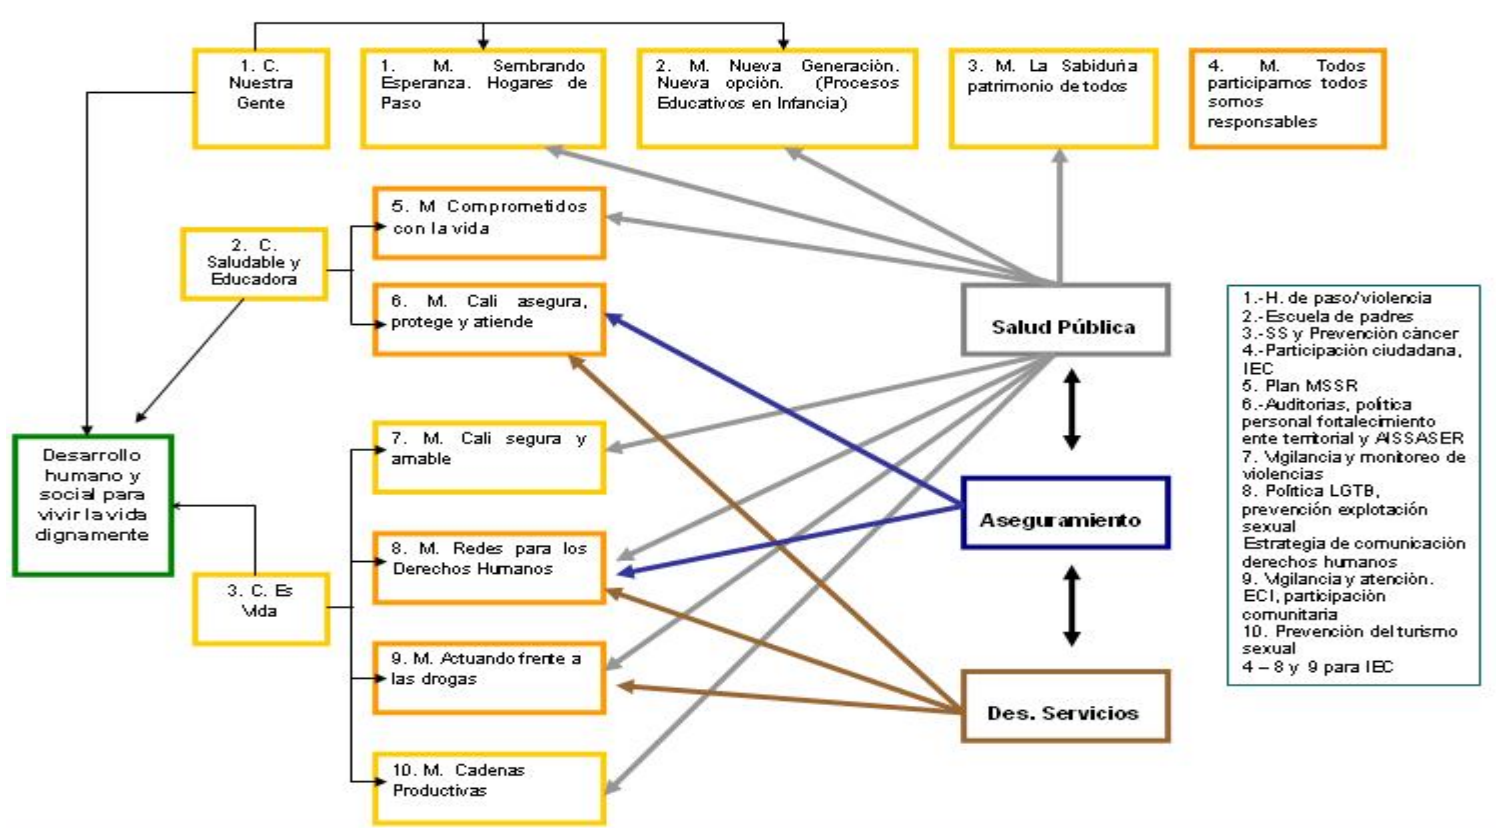 1. C.
Nuestra
Gente
1. M. Sembrando
Esperanza. Hogares de
Paso
2. M. Nueva Generación.
Nueva opción. (Procesos
Educativos en Infancia)
3. M. La Sabiduría
patrimonio de todos
4. M. Todos
participamos todos
somos
responsables
5. M Comprometidos
con la vida
2. C.
Saludable y
Educadora
6. M. Cali asegura,
protege y atiende
Salud Pública
1.-H. de paso/violencia
2.-Escuela de padres
3.-SS y Prevención cáncer
4.-Participación ciudadana,
IEC
5. Plan MSSR
6.-Auditorias, política
personal fortalecimiento
ente territorial y AISSASER
7. Vigilancia y monitoreo de
violencias
8. Política LGTB,
prevención explotación
sexual
Estrategia de comunicación
derechos humanos
9. Vigilancia y atención.
ECI, participación
comunitaria
10. Prevención del turismo
sexual
4 – 8 y 9 para IEC
Desarrollo
humano y
social para
vivir la vida
dignamente
7. M. Cali segura y
amable
Aseguramiento
8. M. Redes para los
Derechos Humanos
3. C. Es
Vida
9. M. Actuando frente a
las drogas
Des. Servicios
10. M. Cadenas
Productivas